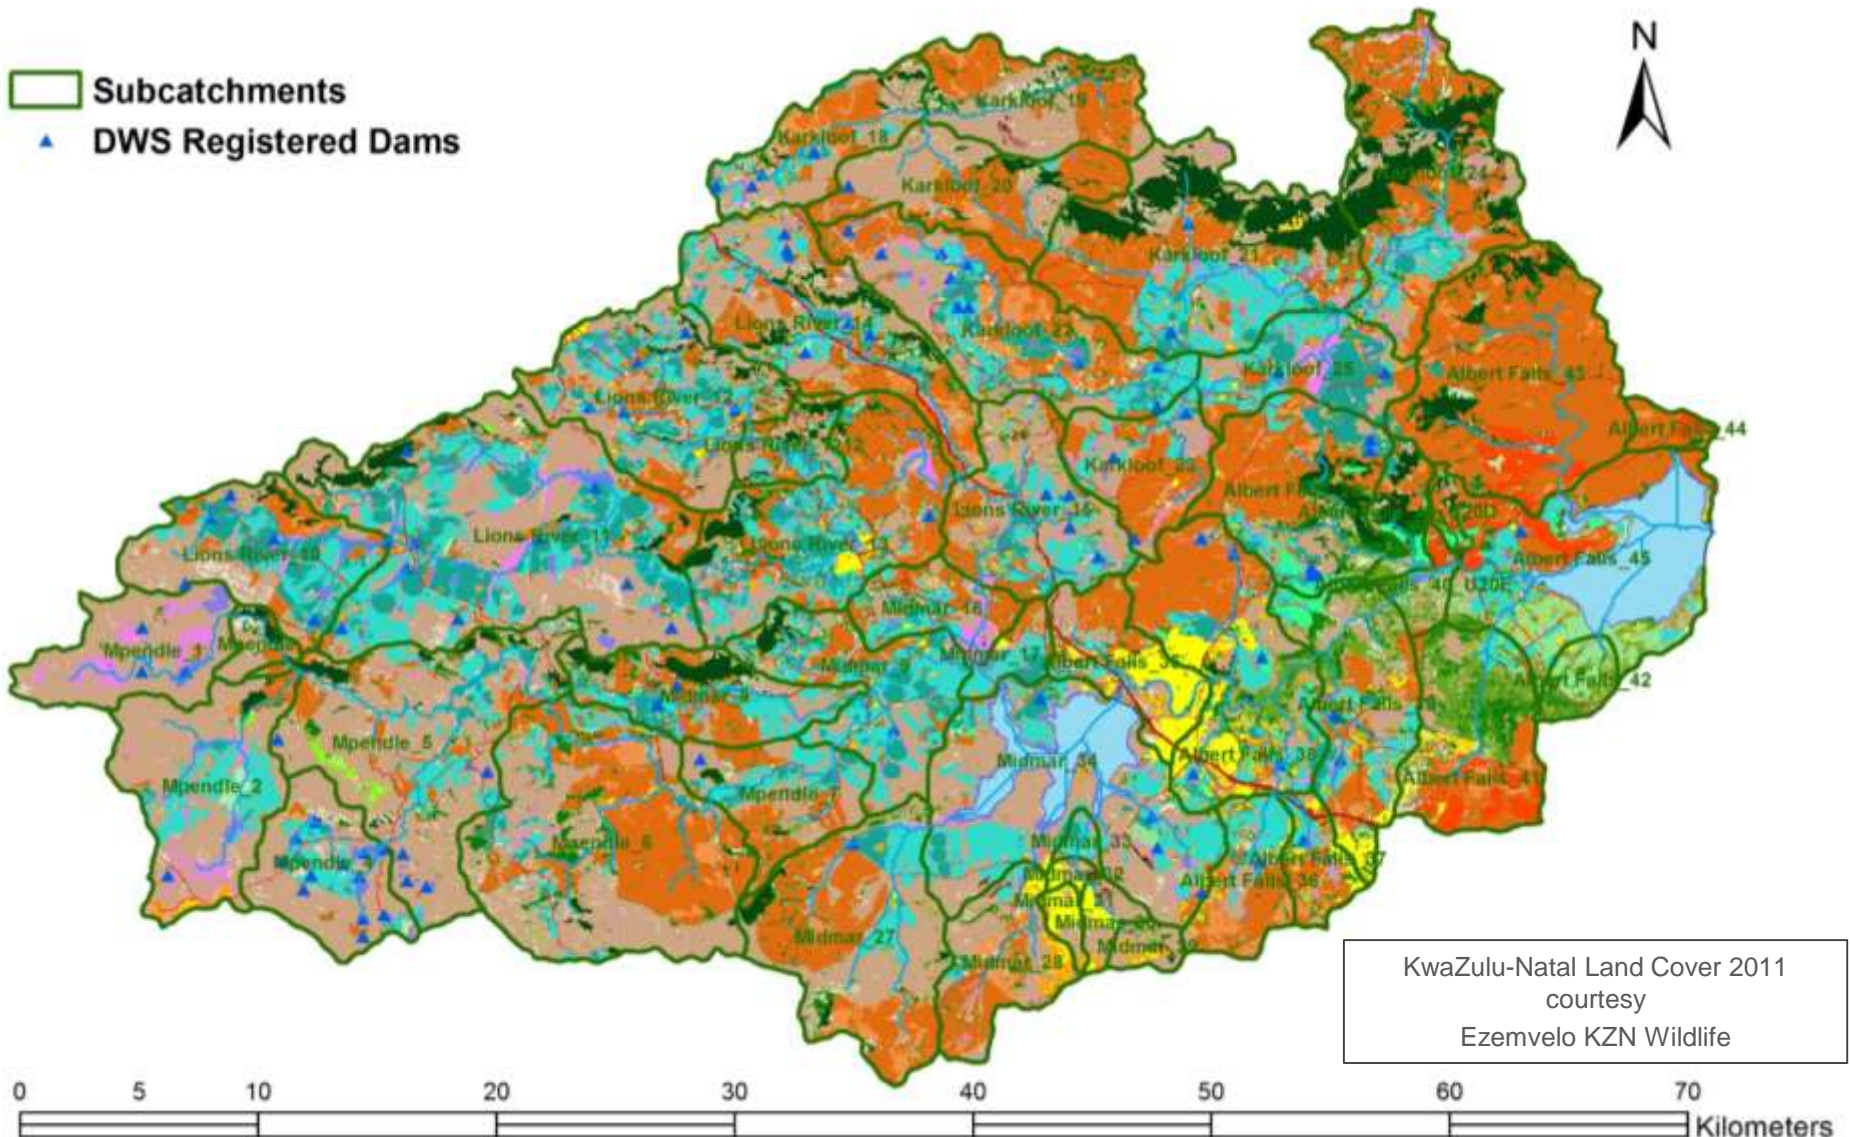 Subcatchments
DWS Registered Dams
N
Karkloof_19
Karkloof_18
Karkloof_20
Karkloof_21
Lions River_14
Karkloof_22
Karkloof_25
Albert Falls_43
Lions River_12
Albert Falls_44
Karkloof_23
Lions River_11
Lions River_15
Lions River_13
Lions River_10
Albert Falls_45
Midmar_16
Mpendle_1
Midmar_17
Midmar_9
Albert Falls_42
Midmar_8
Mpendle_5
Albert Falls_38
Midmar_34
Mpendle_2
Mpendle_7
Albert Falls_41
Mpendle_6
Midmar_33
Mpendle_3
Albert Falls_37
Albert Falls_36
Midmar_27
Midmar_28
KwaZulu-Natal Land Cover 2011
courtesy
Ezemvelo KZN Wildlife
0 5 10 20 30 40 50 60 70
Kilometers